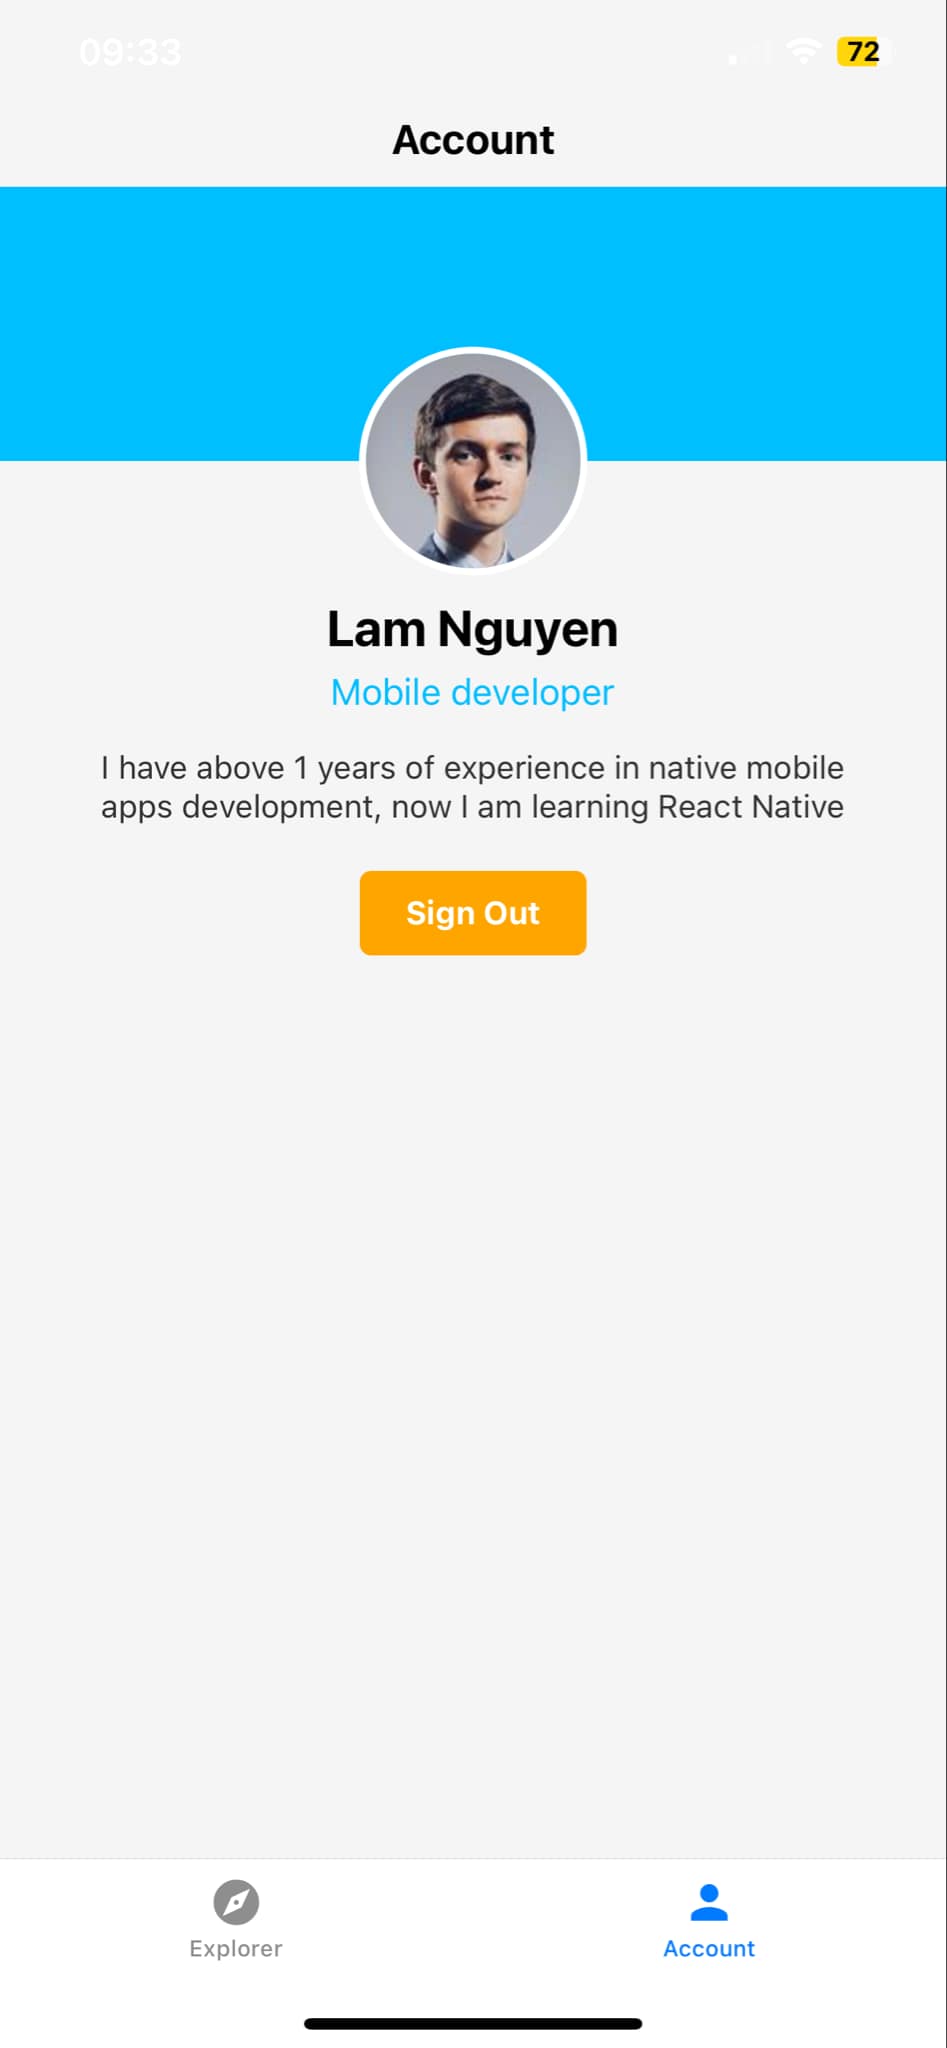 09:33
72
Account
Lam Nguyen
Mobile developer
I have above 1 years of experience in native mobile
apps development, now I am learning React Native
Sign Out
Explorer
Account